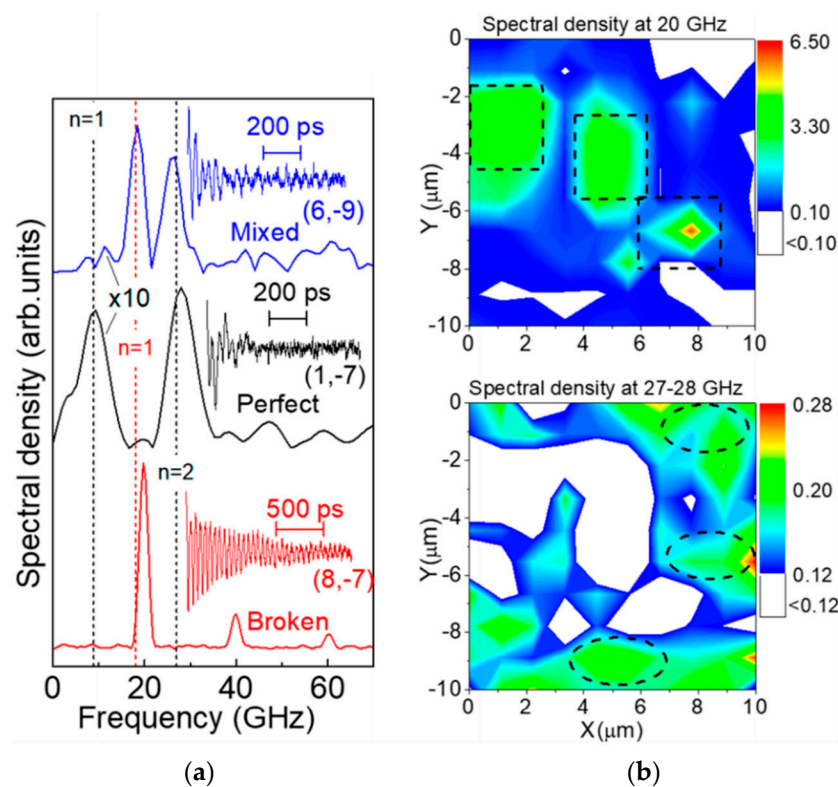 Spectral density (arb.units)
n=1
200 ps
(6,-9)
Mixed
x10
n=1
200 ps
(1,-7)
Perfect
n=2
500 ps
(8,-7)
Broken
0 20 40 60
Frequency (GHz)
(a)
Spectral density at 20 GHz
0
-2
-4
-6
-8
-10
Y (μm)
0 2 4 6 8 10
6.50
3.30
0.10
<0.10
Spectral density at 27-28 GHz
0
-2
-4
-6
-8
-10
Y(μm)
0 2 4 6 8 10
X(μm)
0.28
0.20
0.12
<0.12
(b)